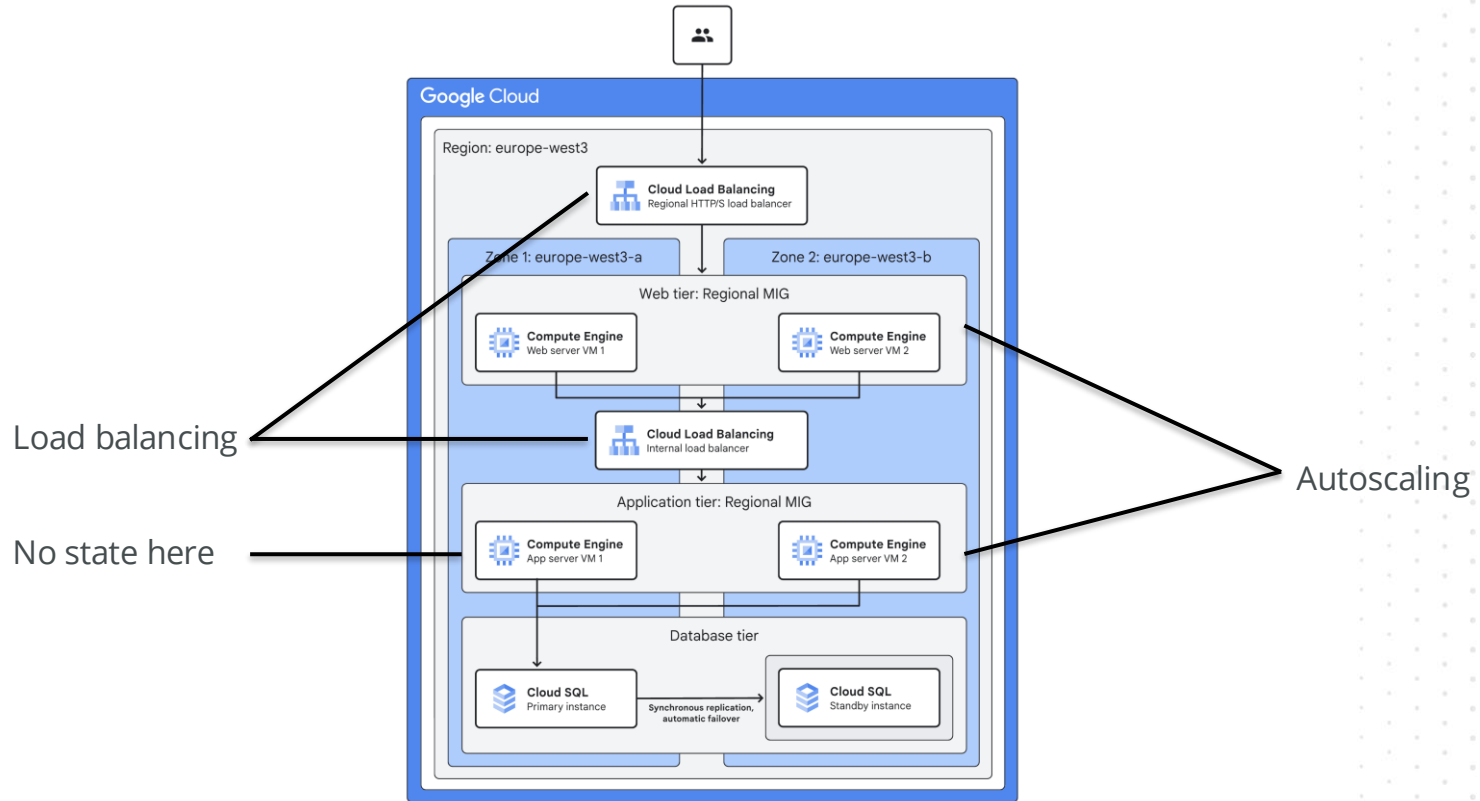 Google Cloud
Region: europe-west3
Cloud Load Balancing
Regional HTTP/S load balancer
Zone 1: europe-west3-a
Zone 2: europe-west3-b
Web tier: Regional MIG
Compute Engine
Web server VM 1
Compute Engine
Web server VM 2
Load balancing
Cloud Load Balancing
Internal load balancer
Autoscaling
Application tier: Regional MIG
No state here
Compute Engine
App server VM 1
Compute Engine
App server VM 2
Database tier
Cloud SQL
Primary instance
Synchronous replication,
automatic failover
Cloud SQL
Standby instance